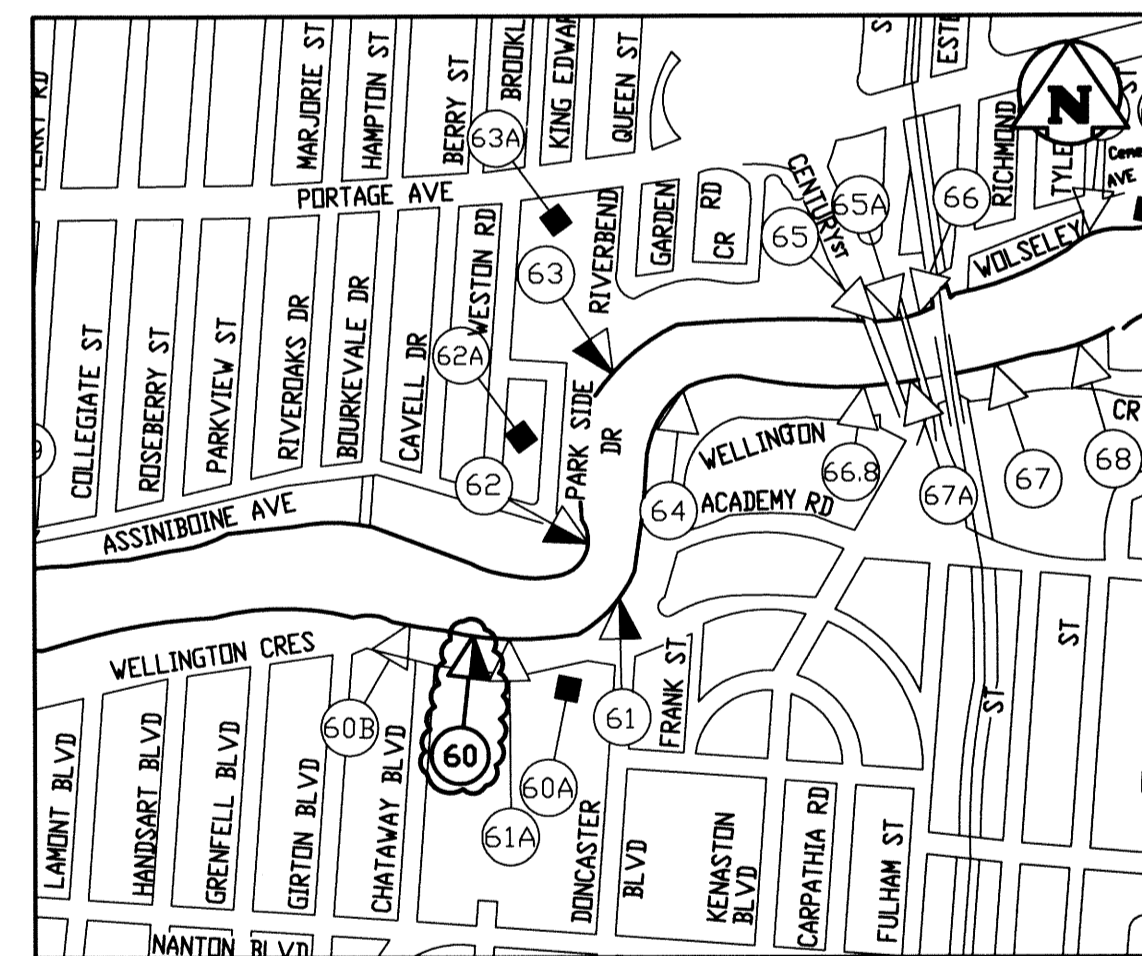 MARJORIE ST
HAMPTON ST
BERRY ST
BROOKL
KING EDWAR
QUEEN ST
S
ESTE
N
ST
RICHMOND
TYLE
AVE
63A
PORTAGE AVE
WESTON RD
63
RIVERBEND
GARDEN
CR RD
CENTURY ST
65
65A
66
WOLSELEY
COLLEGIATE ST
ROSEBERRY ST
PARKVIEW ST
RIVEROAKS DR
BOURKEVALE DR
CAVELL DR
62A
62
PARK SIDE
DR
WELLINGTON
ACADEMY RD
64
66.8
67A
67
68
CR
9
ASSINIBOINE AVE
WELLINGTON CRES
60B
60
61A
60A
61
FRANK ST
ST
ST
LAMONT BLVD
HANDSART BLVD
GRENFELL BLVD
GIRTON BLVD
CHATAWAY BLVD
DONCASTER
BLVD
KENASTON
BLVD
CARPATHIA RD
FULHAM ST
NANTON BLVD